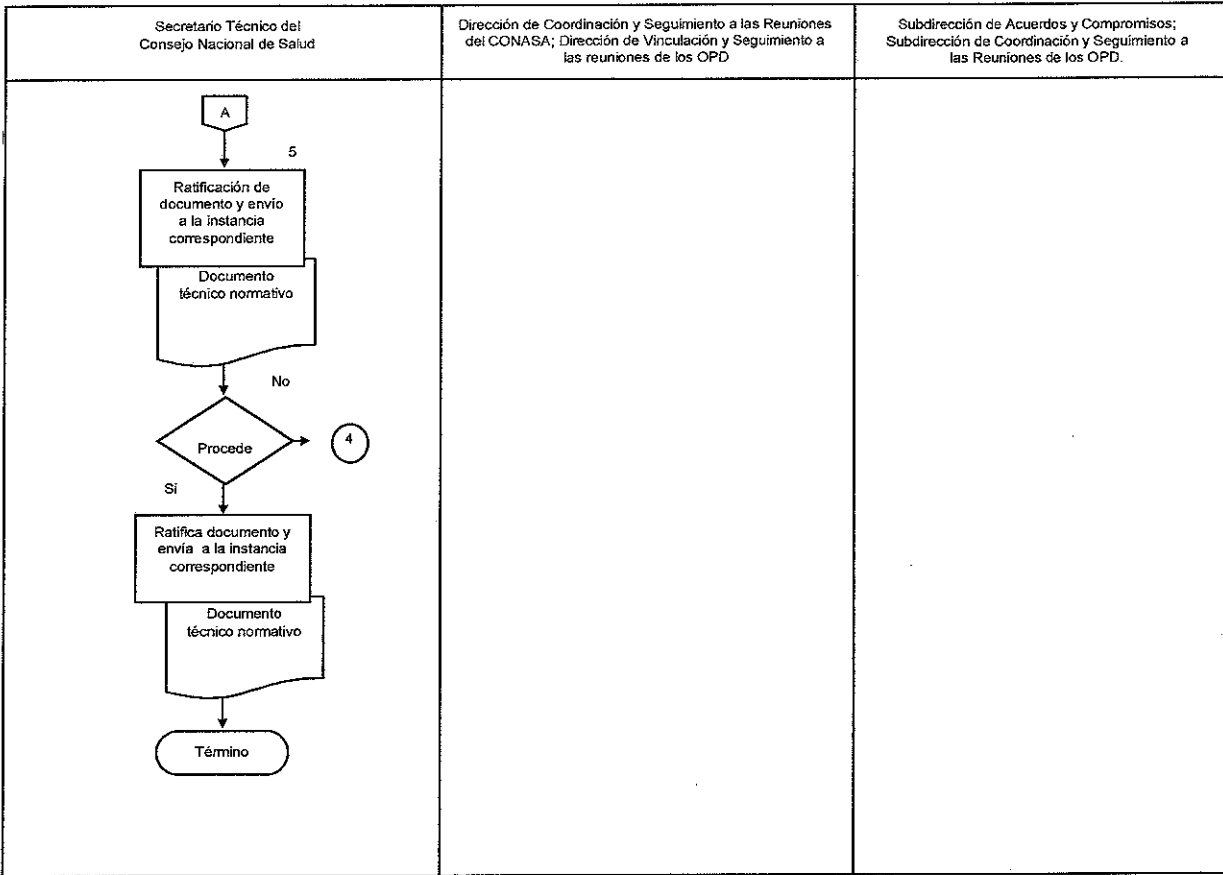 Secretario Técnico del
Consejo Nacional de Salud
Dirección de Coordinación y Seguimiento a las Reuniones
del CONASA; Dirección de Vinculación y Seguimiento a
las reuniones de los OPD
Subdirección de Acuerdos y Compromisos;
Subdirección de Coordinación y Seguimiento a
las Reuniones de los OPD.
A
5
Ratificación de
documento y envío
a la instancia
correspondiente
Documento
técnico normativo
No
Procede
4
Sí
Ratifica documento y
envía a la instancia
correspondiente
Documento
técnico normativo
Término